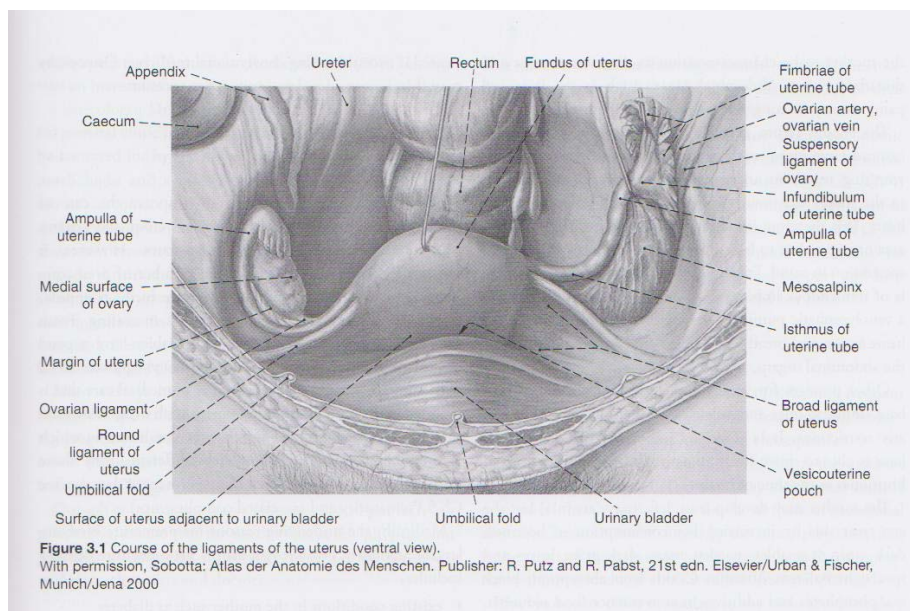 Appendix
Ureter
Rectum
Fundus of uterus
Caecum
Ampulla of
uterine tube
Medial surface
of ovary
Margin of uterus
Ovarian ligament
Round
ligament of
uterus
Umbilical fold
Surface of uterus adjacent to urinary bladder
Umbilical fold
Urinary bladder
Fimbriae of
uterine tube
Ovarian artery,
ovarian vein
Suspensory
ligament of
ovary
Infundibulum
of uterine tube
Ampulla of
uterine tube
Mesosalpinx
Isthmus of
uterine tube
Broad ligament
of uterus
Vesicouterine
pouch
Figure 3.1 Course of the ligaments of the uterus (ventral view).
With permission, Sobotta: Atlas der Anatomie des Menschen. Publisher: R. Putz and R. Pabst, 21st edn. Elsevier/Urban & Fischer,
Munich/Jena 2000